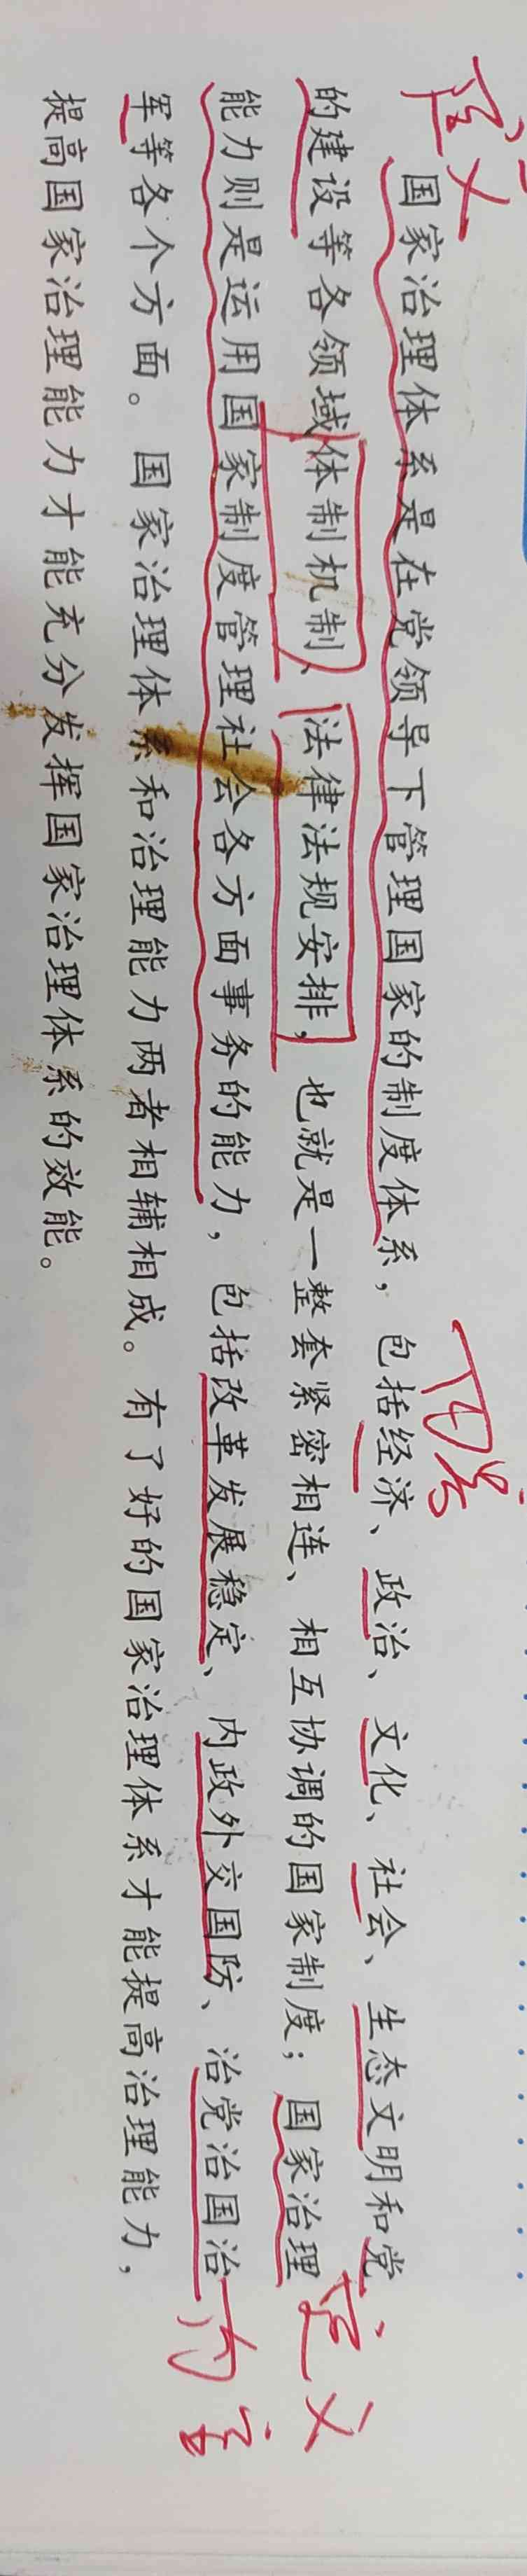 定义
内容
国家治理体系是在党领导下管理国家的制度体系，包括经济、政治、文化、社会、生态文明和党
的建设等各领域体制机制、法律法规安排，也就是一整套紧密相连、相互协调的国家制度；国家治理
定义
能力则是运用国家制度管理社会各方面事务的能力，包括改革发展稳定、内政外交国防、治党治国治
内容
军等各个方面。国家治理体系和治理能力两者相辅相成。有了好的国家治理体系才能提高治理能力，
提高国家治理能力才能充分发挥国家治理体系的效能。